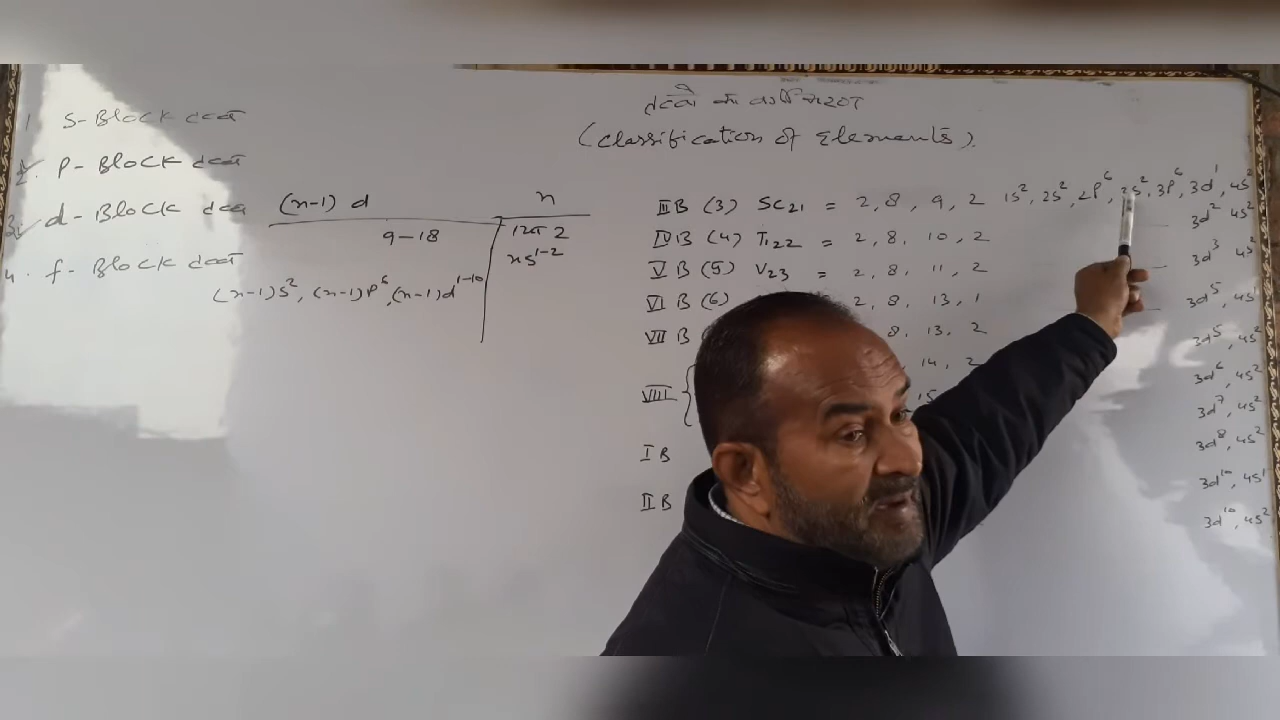 तत्वों का वर्गीकरण
(Classification of Elements).
1. S-Block तत्व
2. P-Block तत्व
3. d-Block तत्व
4. f-Block तत्व
(n-1) d n
9-18 1 या 2
ns¹⁻²
(n-1)s², (n-1)p⁶, (n-1)d¹⁻¹⁰
III B (3) Sc21 = 2, 8, 9, 2 1s², 2s², 2p⁶, 3s², 3p⁶, 3d¹, 4s²
IV B (4) Ti22 = 2, 8, 10, 2 3d² 4s²
V B (5) V23 = 2, 8, 11, 2 3d³ 4s²
VI B (6) 2, 8, 13, 1 3d⁵, 4s¹
VII B 8, 13, 2 3d⁵, 4s²
VIII { 14, 2 3d⁶, 4s²
15 3d⁷, 4s²
3d⁸, 4s²
I B 3d¹⁰, 4s¹
II B 3d¹⁰, 4s²